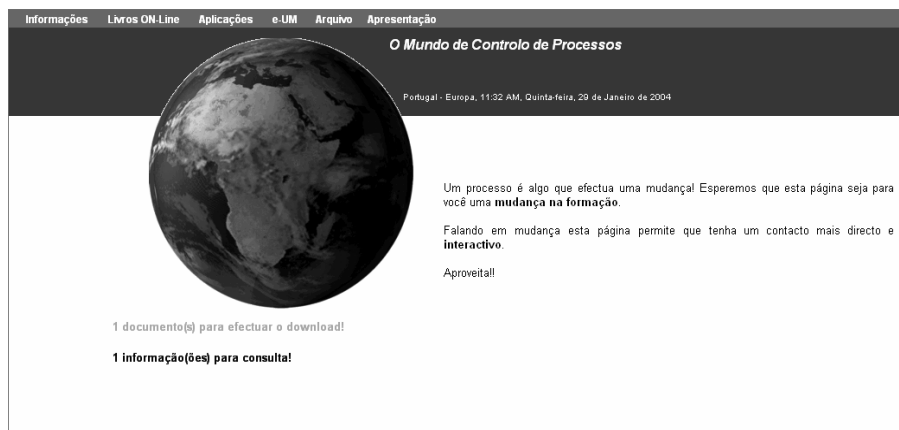 Informações Livros ON-Line Aplicações e-UM Arquivo Apresentação
O Mundo de Controlo de Processos
Portugal - Europa, 11:32 AM, Quinta-feira, 29 de Janeiro de 2004
Um processo é algo que efectua uma mudança! Esperemos que esta página seja para
você uma mudança na formação.
Falando em mudança esta página permite que tenha um contacto mais directo e
interactivo.
Aproveita!!
1 documento(s) para efectuar o download!
1 informação(ões) para consulta!